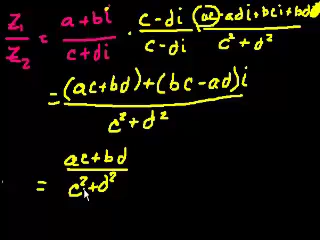 Z₁/Z₂ = (a+bi)/(c+di) · (c-di)/(c-di) (ac-adi+bci+bd)/(c²+d²)
= ((ac+bd)+(bc-ad)i)/(c²+d²)
= (ac+bd)/(c²+d²)